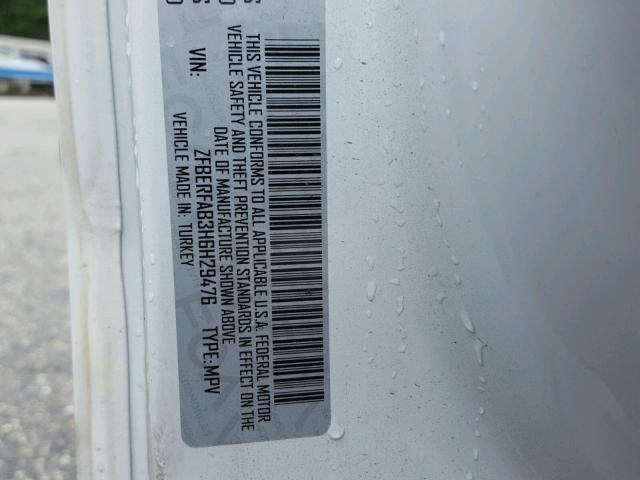 THIS VEHICLE CONFORMS TO ALL APPLICABLE U.S.A. FEDERAL MOTOR
VEHICLE SAFETY AND THEFT PREVENTION STANDARDS IN EFFECT ON THE
DATE OF MANUFACTURE SHOWN ABOVE
VIN: ZFBERFAB3H6H29476 TYPE: MPV
VEHICLE MADE IN: TURKEY